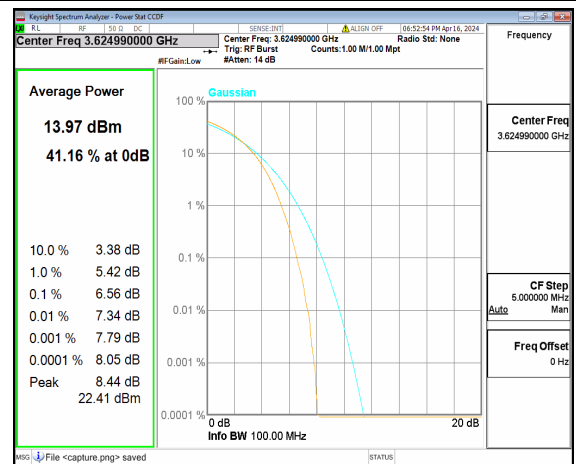 Keysight Spectrum Analyzer - Power Stat CCDF
RL RF 50 Ω DC SENSE:INT ALIGN OFF 06:52:54 PM Apr 16, 2024
Center Freq 3.624990000 GHz
Center Freq: 3.624990000 GHz Radio Std: None
Trig: RF Burst Counts:1.00 M/1.00 Mpt
#IFGain:Low #Atten: 14 dB
Frequency
Average Power
13.97 dBm
41.16 % at 0dB
10.0 % 3.38 dB
1.0 % 5.42 dB
0.1 % 6.56 dB
0.01 % 7.34 dB
0.001 % 7.79 dB
0.0001 % 8.05 dB
Peak 8.44 dB
22.41 dBm
Gaussian
100 %
10 %
1 %
0.1 %
0.01 %
0.001 %
0.0001 %
0 dB 20 dB
Info BW 100.00 MHz
Center Freq
3.624990000 GHz
CF Step
5.000000 MHz
Auto Man
Freq Offset
0 Hz
MSG File <capture.png> saved STATUS